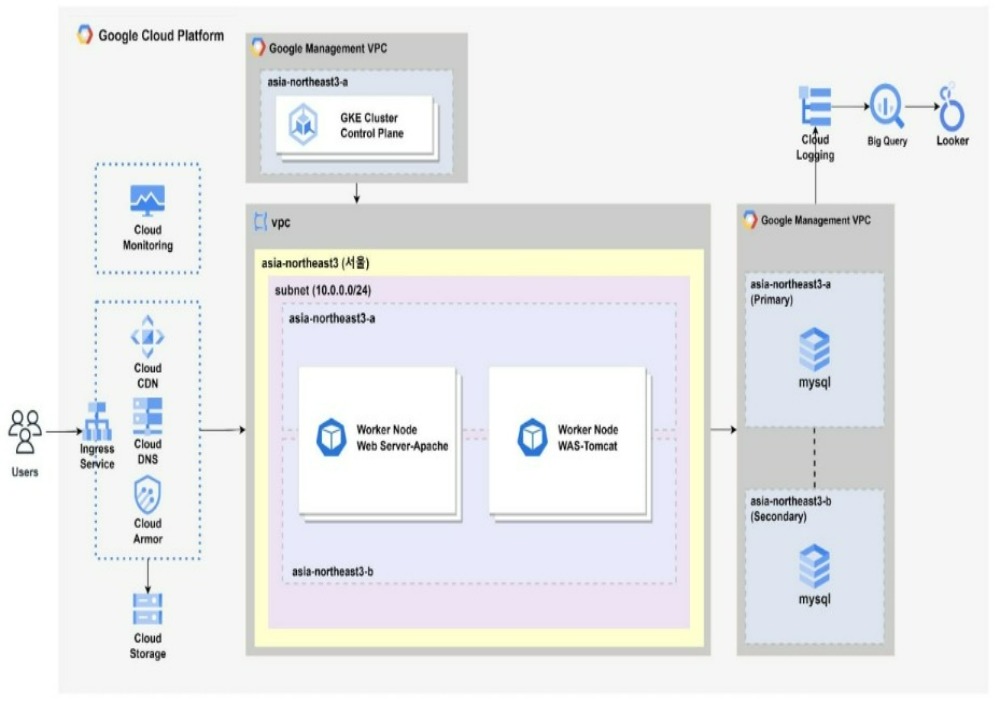 Google Cloud Platform
Google Management VPC
asia-northeast3-a
GKE Cluster
Control Plane
Cloud
Logging
Big Query
Looker
Cloud
Monitoring
vpc
asia-northeast3 (서울)
subnet (10.0.0.0/24)
asia-northeast3-a
Worker Node
Web Server-Apache
Worker Node
WAS-Tomcat
asia-northeast3-b
Google Management VPC
asia-northeast3-a
(Primary)
mysql
asia-northeast3-b
(Secondary)
mysql
Users
Ingress
Service
Cloud
CDN
Cloud
DNS
Cloud
Armor
Cloud
Storage